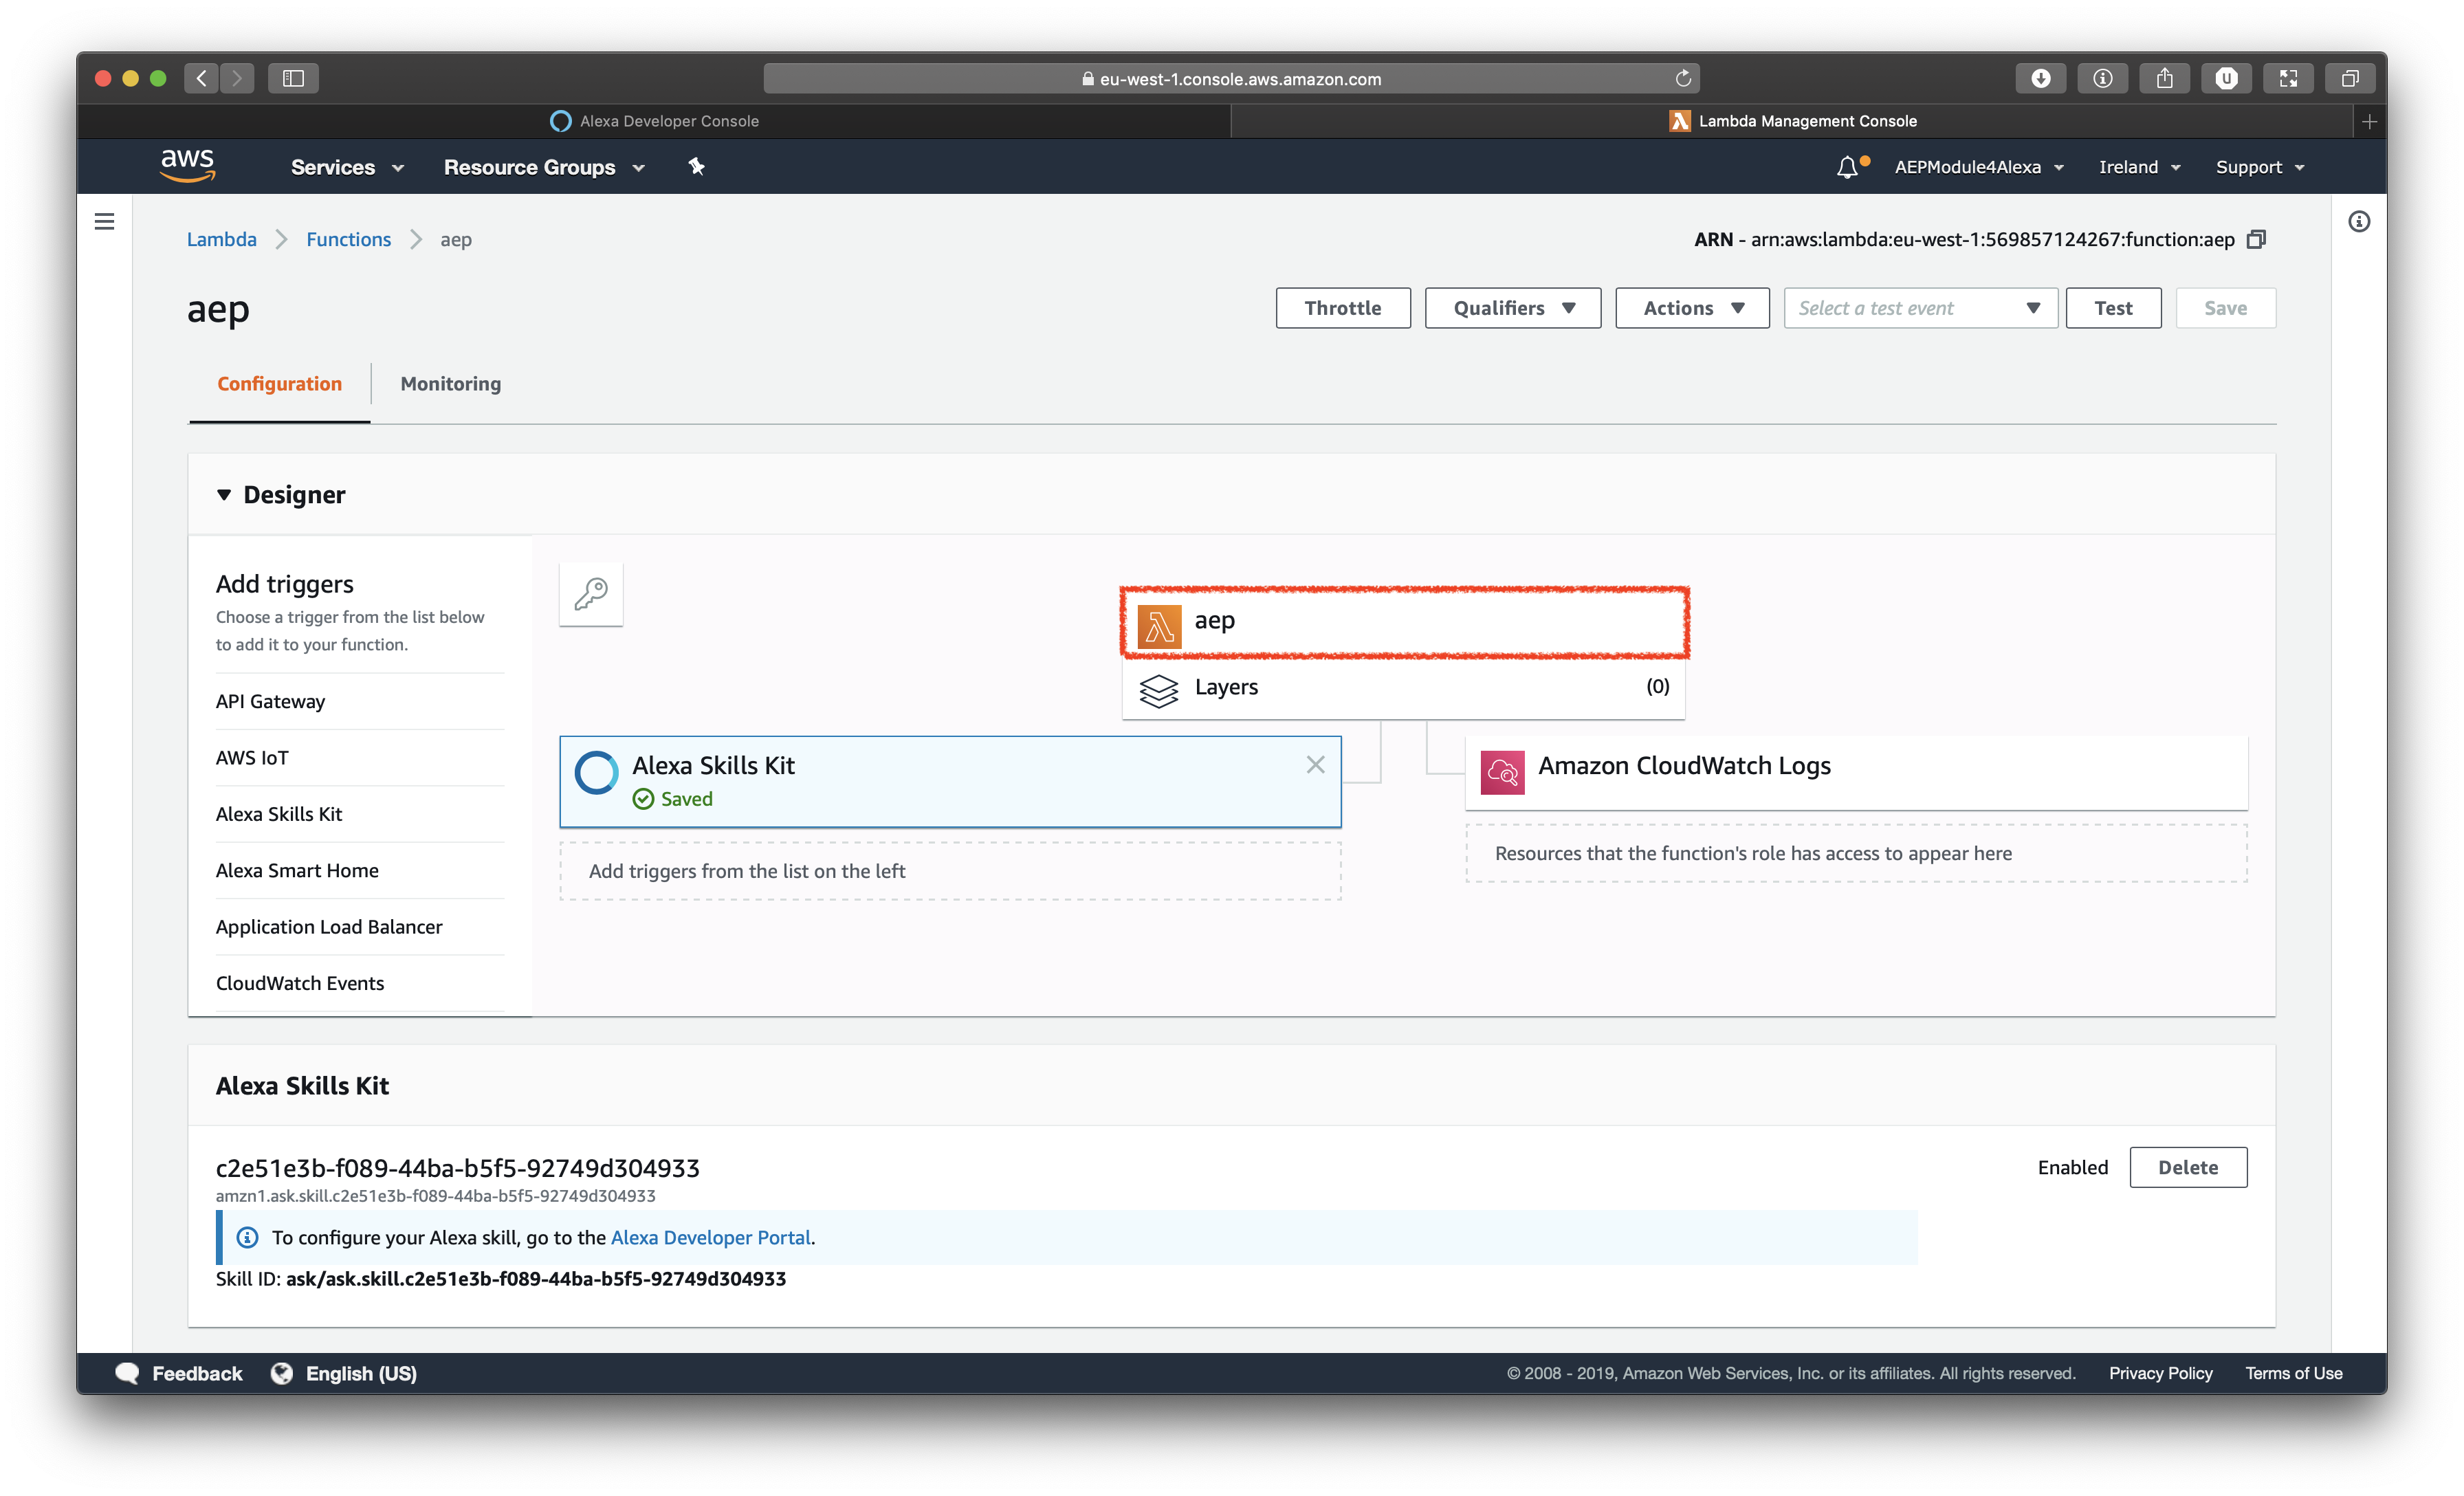 eu-west-1.console.aws.amazon.com
Alexa Developer Console
Lambda Management Console
aws
Services
Resource Groups
AEPModule4Alexa
Ireland
Support
Lambda
Functions
aep
ARN - arn:aws:lambda:eu-west-1:569857124267:function:aep
aep
Throttle
Qualifiers
Actions
Select a test event
Test
Save
Configuration
Monitoring
Designer
Add triggers
Choose a trigger from the list below
to add it to your function.
API Gateway
AWS IoT
Alexa Skills Kit
Alexa Smart Home
Application Load Balancer
CloudWatch Events
aep
Layers
(0)
Alexa Skills Kit
Saved
Add triggers from the list on the left
Amazon CloudWatch Logs
Resources that the function's role has access to appear here
Alexa Skills Kit
c2e51e3b-f089-44ba-b5f5-92749d304933
amzn1.ask.skill.c2e51e3b-f089-44ba-b5f5-92749d304933
Enabled
Delete
To configure your Alexa skill, go to the Alexa Developer Portal.
Skill ID: ask/ask.skill.c2e51e3b-f089-44ba-b5f5-92749d304933
Feedback
English (US)
© 2008 - 2019, Amazon Web Services, Inc. or its affiliates. All rights reserved.
Privacy Policy
Terms of Use